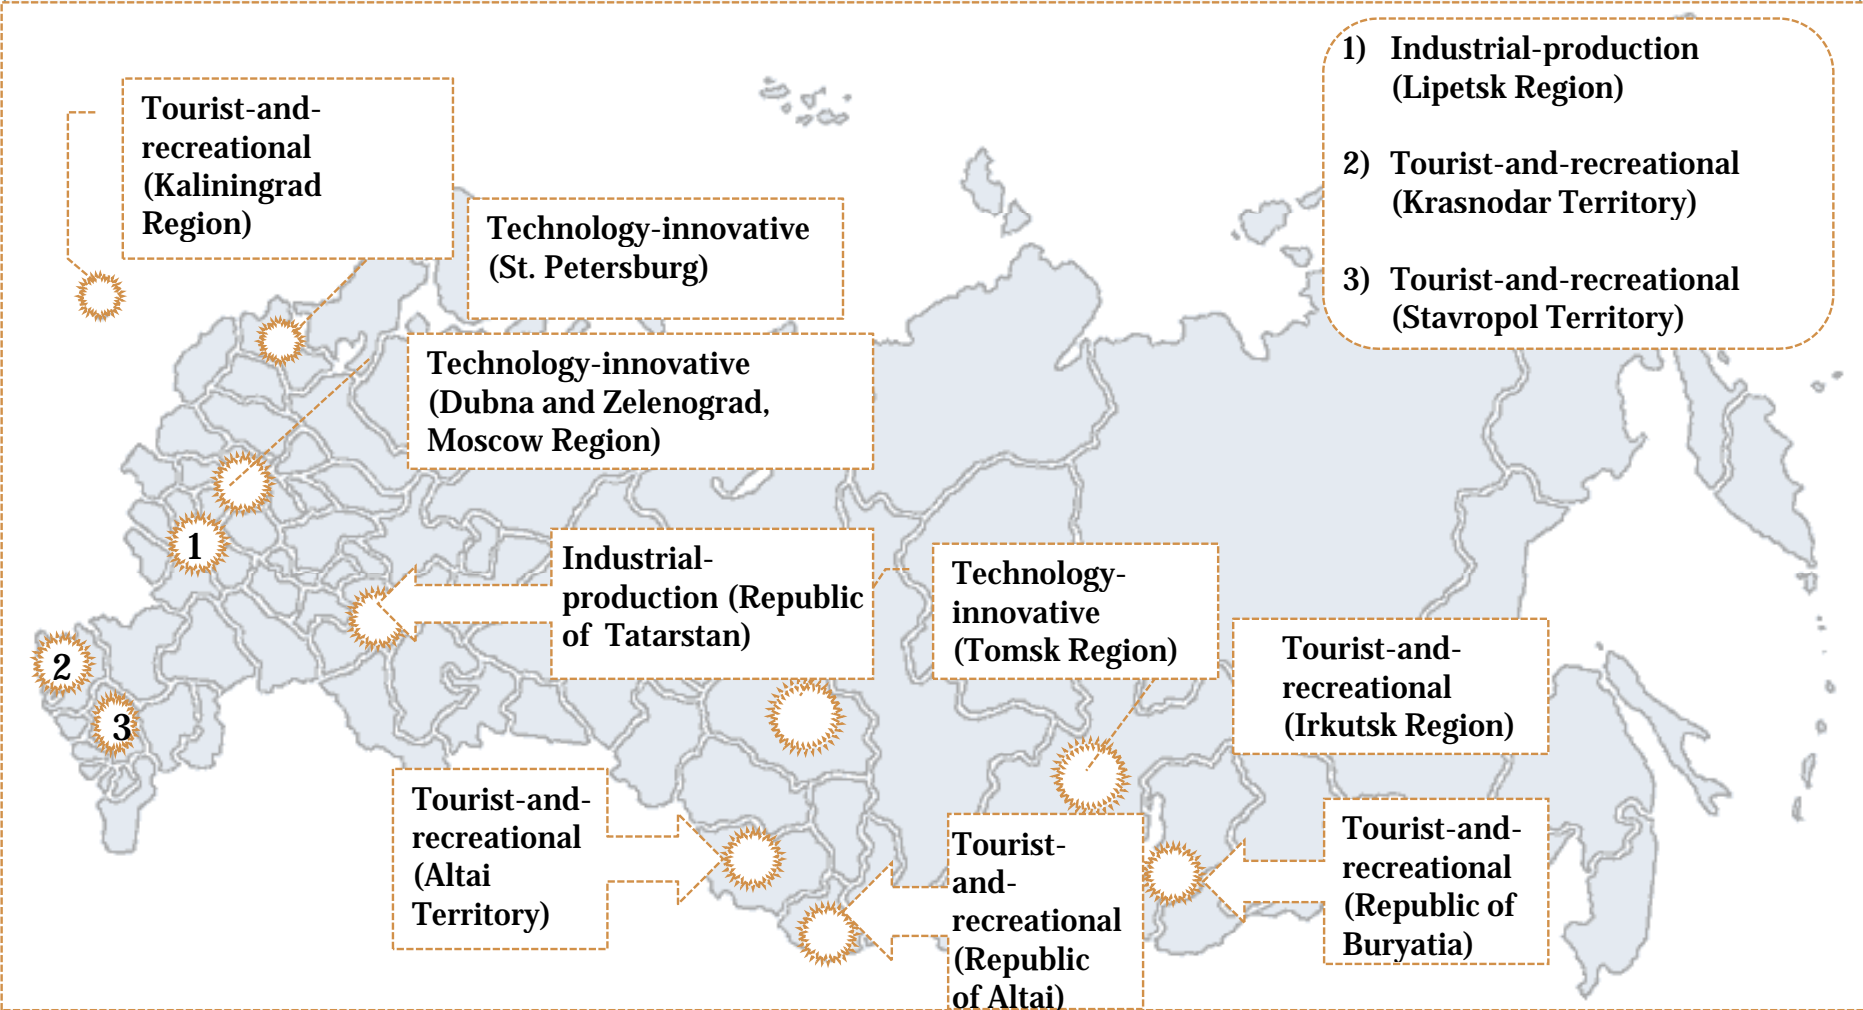 Tourist-and-
recreational
(Kaliningrad
Region)
Technology-innovative
(St. Petersburg)
Technology-innovative
(Dubna and Zelenograd,
Moscow Region)
1) Industrial-production
(Lipetsk Region)
2) Tourist-and-recreational
(Krasnodar Territory)
3) Tourist-and-recreational
(Stavropol Territory)
1
2
3
Industrial-
production (Republic
of Tatarstan)
Technology-
innovative
(Tomsk Region)
Tourist-and-
recreational
(Irkutsk Region)
Tourist-and-
recreational
(Altai
Territory)
Tourist-
and-
recreational
(Republic
of Altai)
Tourist-and-
recreational
(Republic of
Buryatia)